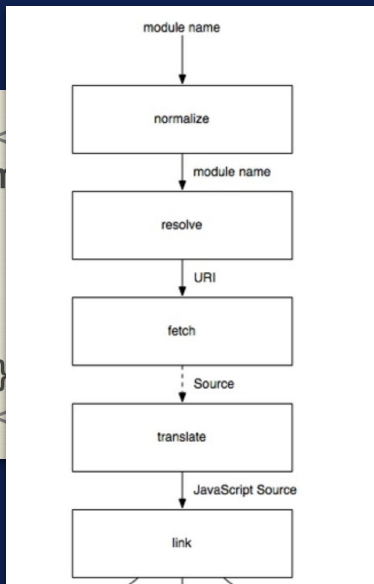 module name
normalize
module name
resolve
URI
fetch
Source
}
translate
JavaScript Source
link